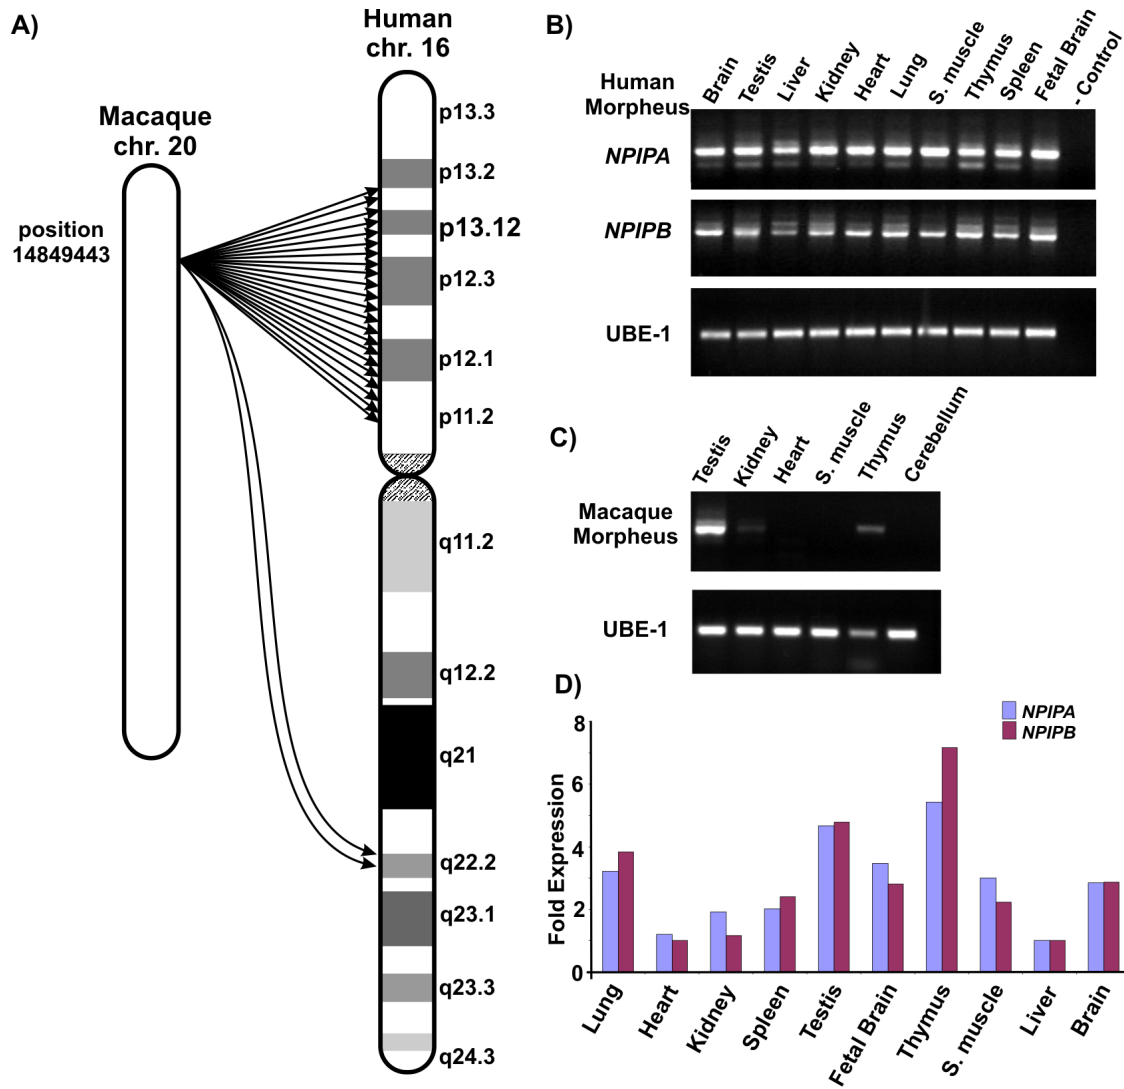 A)
Human
chr. 16
Macaque
chr. 20
position
14849443
p13.3
p13.2
p13.12
p12.3
p12.1
p11.2
q11.2
q12.2
q21
q22.2
q23.1
q23.3
q24.3
B)
Human
Morpheus
Brain
Testis
Liver
Kidney
Heart
Lung
S. muscle
Thymus
Spleen
Fetal Brain
- Control
NPIPA
NPIPB
UBE-1
C)
Testis
Kidney
Heart
S. muscle
Thymus
Cerebellum
Macaque
Morpheus
UBE-1
D)
NPIPA
NPIPB
Fold Expression
8
6
4
2
0
Lung
Heart
Kidney
Spleen
Testis
Fetal Brain
Thymus
S. muscle
Liver
Brain